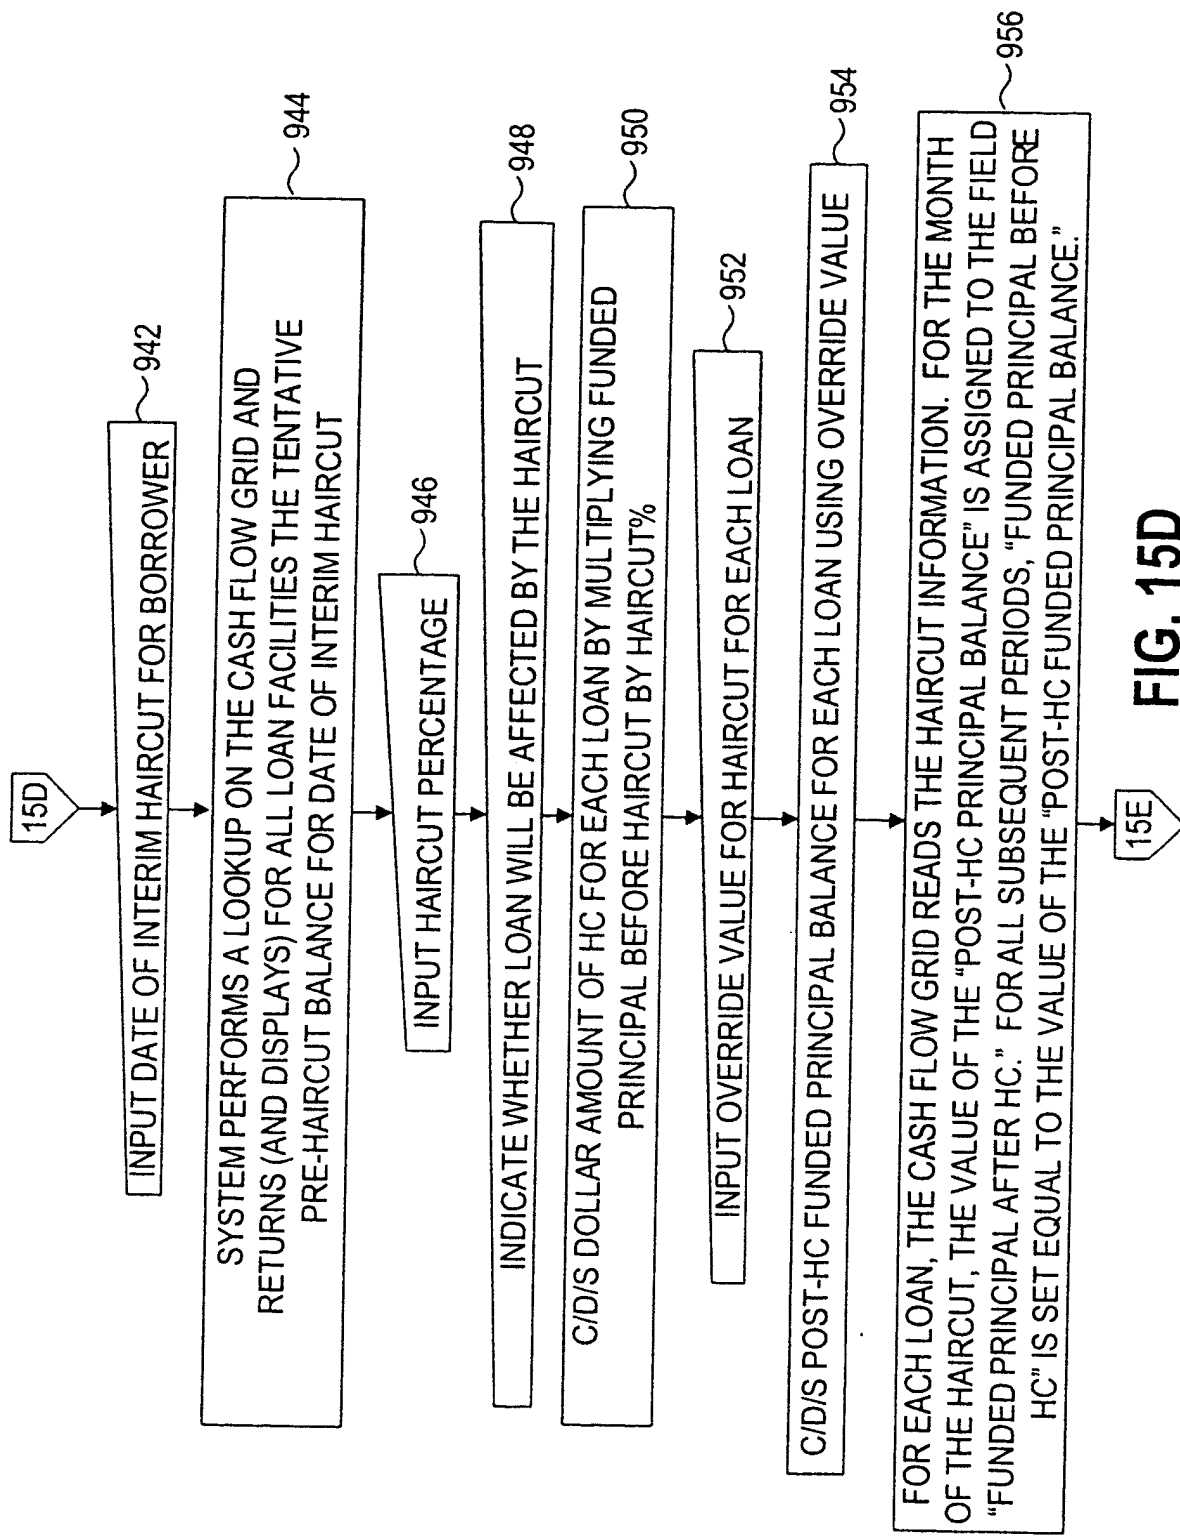 15D
INPUT DATE OF INTERIM HAIRCUT FOR BORROWER
942
SYSTEM PERFORMS A LOOKUP ON THE CASH FLOW GRID AND
RETURNS (AND DISPLAYS) FOR ALL LOAN FACILITIES THE TENTATIVE
PRE-HAIRCUT BALANCE FOR DATE OF INTERIM HAIRCUT
944
INPUT HAIRCUT PERCENTAGE
946
INDICATE WHETHER LOAN WILL BE AFFECTED BY THE HAIRCUT
948
C/D/S DOLLAR AMOUNT OF HC FOR EACH LOAN BY MULTIPLYING FUNDED
PRINCIPAL BEFORE HAIRCUT BY HAIRCUT%
950
INPUT OVERRIDE VALUE FOR HAIRCUT FOR EACH LOAN
952
C/D/S POST-HC FUNDED PRINCIPAL BALANCE FOR EACH LOAN USING OVERRIDE VALUE
954
FOR EACH LOAN, THE CASH FLOW GRID READS THE HAIRCUT INFORMATION. FOR THE MONTH
OF THE HAIRCUT, THE VALUE OF THE “POST-HC PRINCIPAL BALANCE” IS ASSIGNED TO THE FIELD
“FUNDED PRINCIPAL AFTER HC.” FOR ALL SUBSEQUENT PERIODS, “FUNDED PRINCIPAL BEFORE
HC” IS SET EQUAL TO THE VALUE OF THE “POST-HC FUNDED PRINCIPAL BALANCE.”
956
15E
FIG. 15D